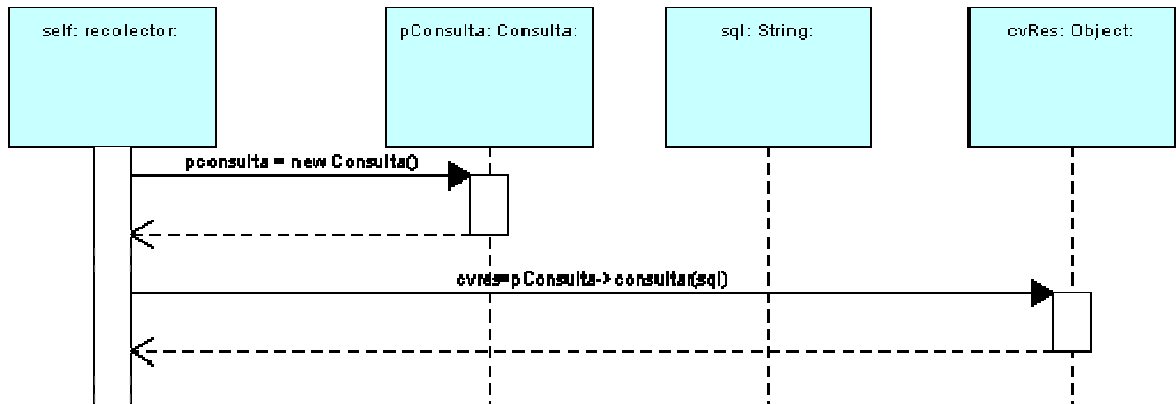 self: recolector:
pConsulta: Consulta:
sql: String:
cvRes: Object:
pconsulta = new Consulta()
cvres=pConsulta->consultar(sql)